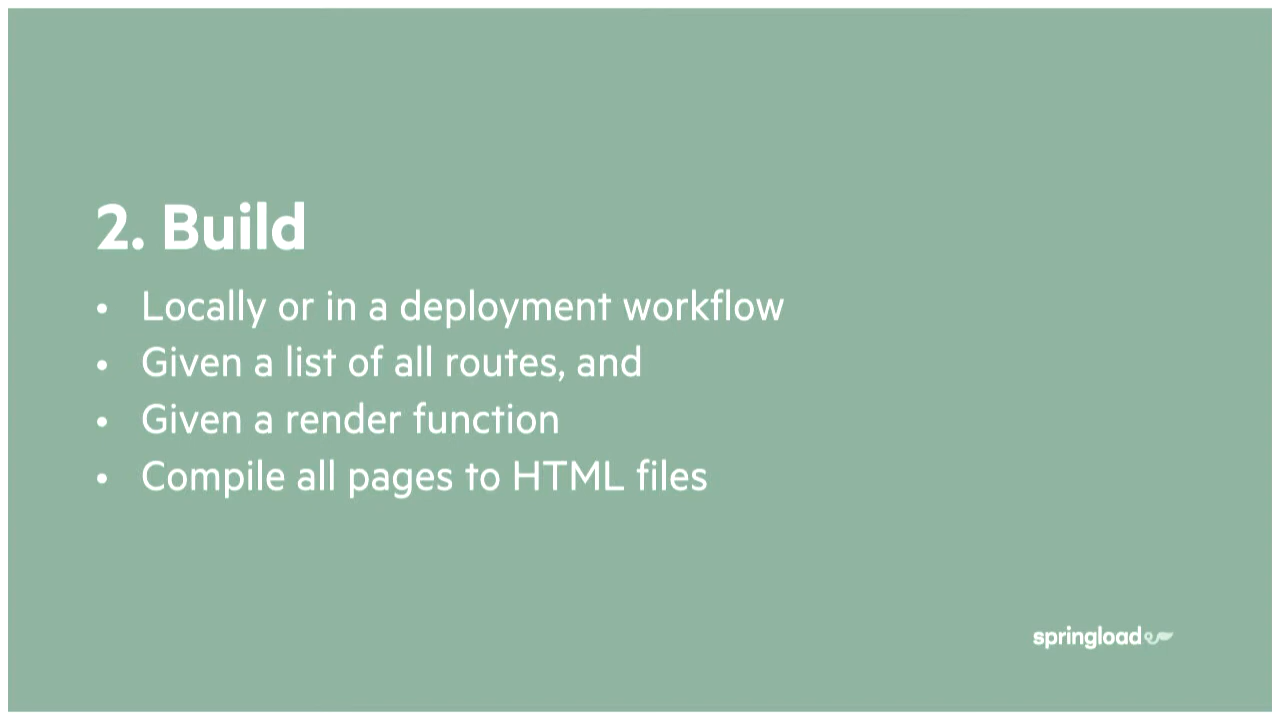 2. Build
• Locally or in a deployment workflow
• Given a list of all routes, and
• Given a render function
• Compile all pages to HTML files
springload